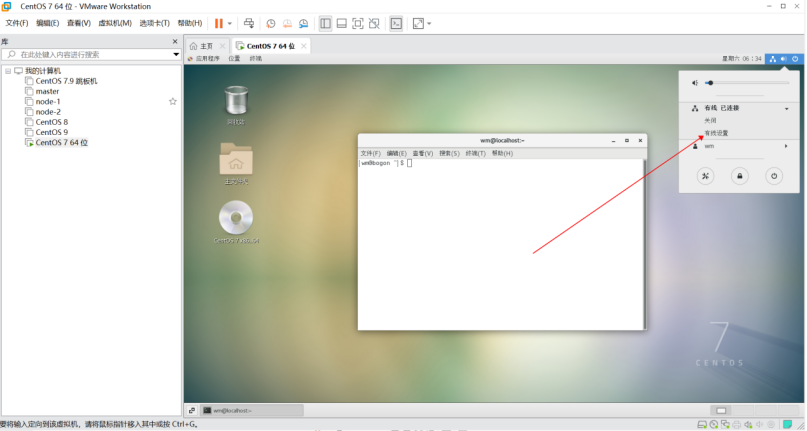 CentOS 7 64 位 - VMware Workstation
文件(F) 编辑(E) 查看(V) 虚拟机(M) 选项卡(T) 帮助(H)
库
在此处键入内容进行搜索
我的计算机
CentOS 7.9 跳板机
master
node-1
node-2
CentOS 8
CentOS 9
CentOS 7 64 位
主页
CentOS 7 64 位
应用程序 位置 终端
星期六 06:34
回收站
主文件夹
wm@localhost:~
文件(F) 编辑(E) 查看(V) 搜索(S) 终端(T) 帮助(H)
[wm@bogon ~]$
有线 已连接
关闭
有线设置
wm
7
CENTOS
wm@localhost:~
要将输入定向到该虚拟机，请将鼠标指针移入其中或按 Ctrl+G。